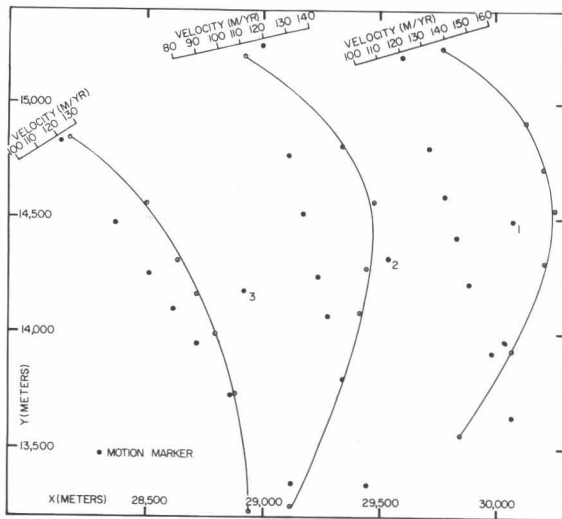 VELOCITY (M/YR)
80 90 100 110 120 130 140
VELOCITY (M/YR)
100 110 120 130 140 150 160
VELOCITY (M/YR)
100 110 120 130
15,000
14,500
14,000
13,500
Y (METERS)
1
2
3
MOTION MARKER
X (METERS) 28,500 29,000 29,500 30,000